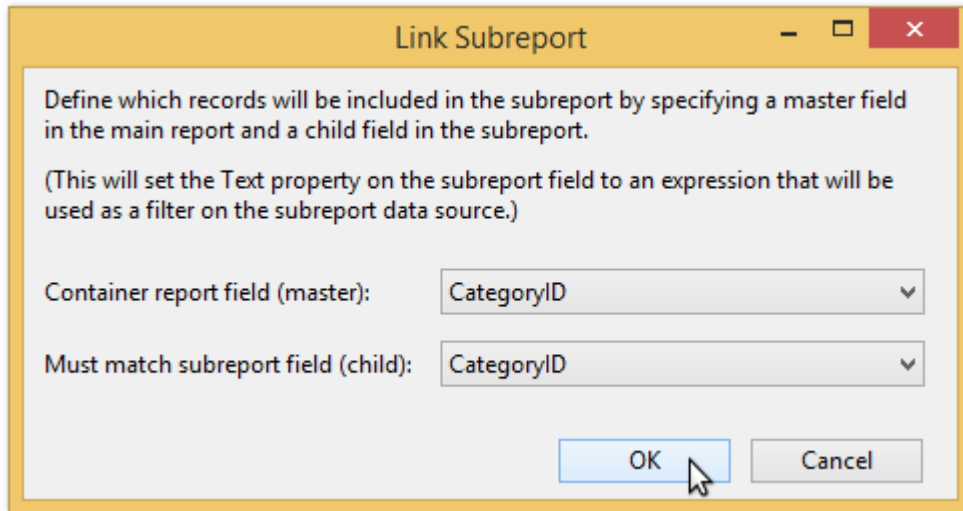 Link Subreport
Define which records will be included in the subreport by specifying a master field
in the main report and a child field in the subreport.
(This will set the Text property on the subreport field to an expression that will be
used as a filter on the subreport data source.)
Container report field (master): CategoryID
Must match subreport field (child): CategoryID
OK Cancel